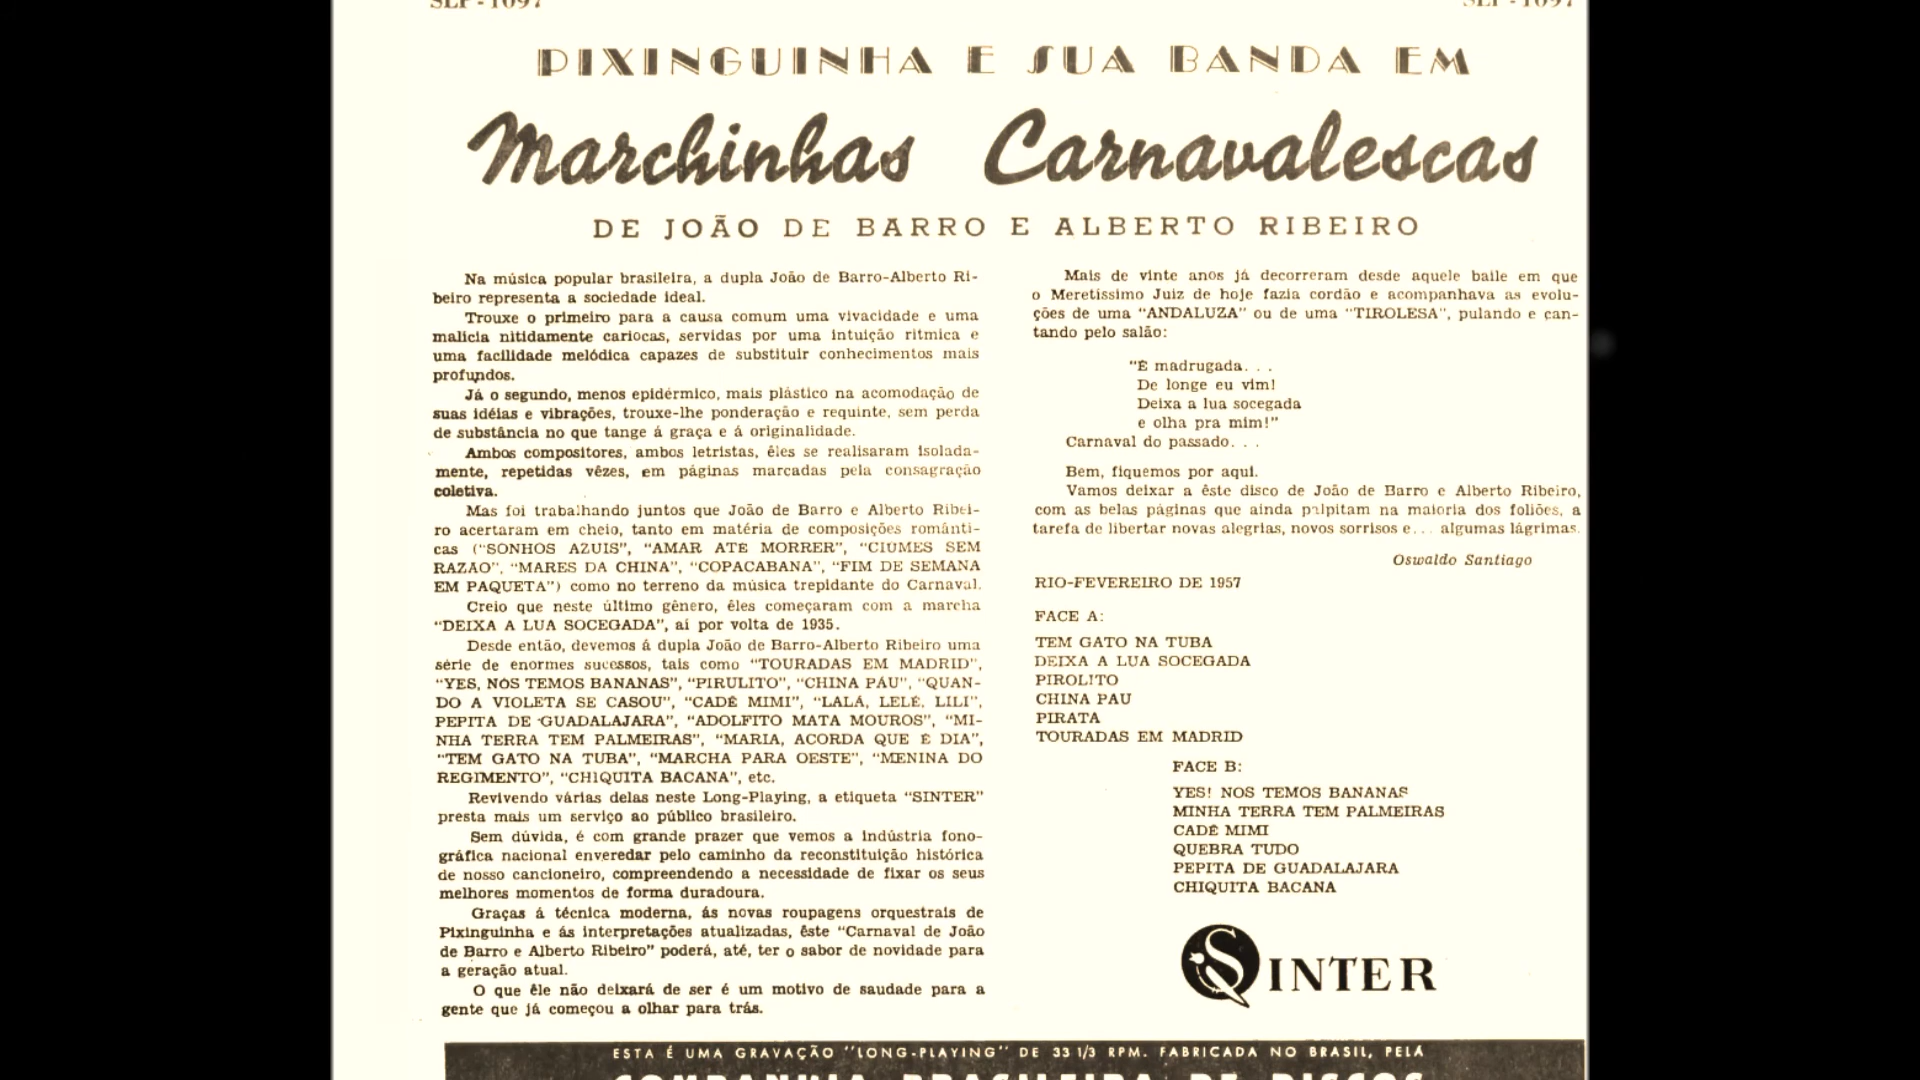 SLP-1097 SLP-1097
PIXINGUINHA E SUA BANDA EM
Marchinhas Carnavalescas
DE JOÃO DE BARRO E ALBERTO RIBEIRO
Na música popular brasileira, a dupla João de Barro-Alberto Ri-
beiro representa a sociedade ideal.
Trouxe o primeiro para a causa comum uma vivacidade e uma
malicia nitidamente cariocas, servidas por uma intuição ritmica e
uma facilidade melódica capazes de substituir conhecimentos mais
profundos.
Já o segundo, menos epidérmico, mais plástico na acomodação de
suas idéias e vibrações, trouxe-lhe ponderação e requinte, sem perda
de substância no que tange á graça e á originalidade.
Ambos compositores, ambos letristas, êles se realisaram isolada-
mente, repetidas vêzes, em páginas marcadas pela consagração
coletiva.
Mas foi trabalhando juntos que João de Barro e Alberto Ribei-
ro acertaram em cheio, tanto em matéria de composições românti-
cas ("SONHOS AZUIS", "AMAR ATE MORRER", "CIUMES SEM
RAZAO", "MARES DA CHINA", "COPACABANA", "FIM DE SEMANA
EM PAQUETA") como no terreno da música trepidante do Carnaval.
Creio que neste último gênero, êles começaram com a marcha
"DEIXA A LUA SOCEGADA", aí por volta de 1935.
Desde então, devemos á dupla João de Barro-Alberto Ribeiro uma
série de enormes sucessos, tais como "TOURADAS EM MADRID",
"YES, NÓS TEMOS BANANAS", "PIRULITO", "CHINA PÁU", "QUAN-
DO A VIOLETA SE CASOU", "CADÊ MIMI", "LALÁ, LELÉ, LILI",
PEPITA DE GUADALAJARA", "ADOLFITO MATA MOUROS", "MI-
NHA TERRA TEM PALMEIRAS", "MARIA, ACORDA QUE É DIA",
"TEM GATO NA TUBA", "MARCHA PARA OESTE", "MENINA DO
REGIMENTO", "CHIQUITA BACANA", etc.
Revivendo várias delas neste Long-Playing, a etiqueta "SINTER"
presta mais um serviço ao público brasileiro.
Sem dúvida, é com grande prazer que vemos a indústria fono-
gráfica nacional enveredar pelo caminho da reconstituição histórica
de nosso cancioneiro, compreendendo a necessidade de fixar os seus
melhores momentos de forma duradoura.
Graças á técnica moderna, ás novas roupagens orquestrais de
Pixinguinha e ás interpretações atualizadas, êste "Carnaval de João
de Barro e Alberto Ribeiro" poderá, até, ter o sabor de novidade para
a geração atual.
O que êle não deixará de ser é um motivo de saudade para a
gente que já começou a olhar para trás.
Mais de vinte anos já decorreram desde aquele baile em que
o Meretissimo Juiz de hoje fazia cordão e acompanhava as evolu-
ções de uma "ANDALUZA" ou de uma "TIROLESA", pulando e can-
tando pelo salão:
"É madrugada. . .
De longe eu vim!
Deixa a lua socegada
e olha pra mim!"
Carnaval do passado. . .
Bem, fiquemos por aqui.
Vamos deixar a êste disco de João de Barro e Alberto Ribeiro,
com as belas páginas que ainda palpitam na maioria dos foliões, a
tarefa de libertar novas alegrias, novos sorrisos e... algumas lágrimas.
Oswaldo Santiago
RIO-FEVEREIRO DE 1957
FACE A:
TEM GATO NA TUBA
DEIXA A LUA SOCEGADA
PIROLITO
CHINA PAU
PIRATA
TOURADAS EM MADRID
FACE B:
YES! NOS TEMOS BANANAS
MINHA TERRA TEM PALMEIRAS
CADÊ MIMI
QUEBRA TUDO
PEPITA DE GUADALAJARA
CHIQUITA BACANA
SINTER
ESTA É UMA GRAVAÇÃO "LONG-PLAYING" DE 33 1/3 RPM. FABRICADA NO BRASIL, PELA
COMPANHIA BRASILEIRA DE DISCOS